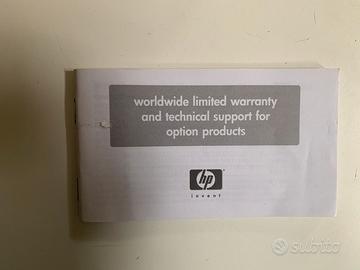 worldwide limited warranty
and technical support for
option products
hp
invent
subito